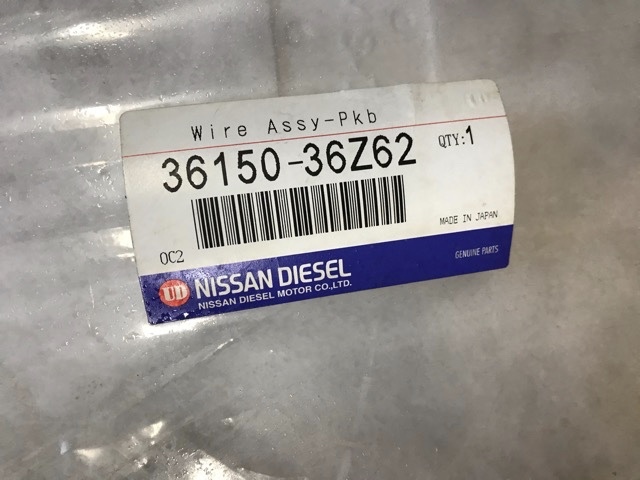 Wire Assy-Pkb
36150-36Z62 QTY:1
MADE IN JAPAN
0C2
UD NISSAN DIESEL GENUINE PARTS
NISSAN DIESEL MOTOR CO.,LTD.